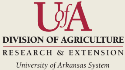 UofA
DIVISION OF AGRICULTURE
RESEARCH & EXTENSION
University of Arkansas System